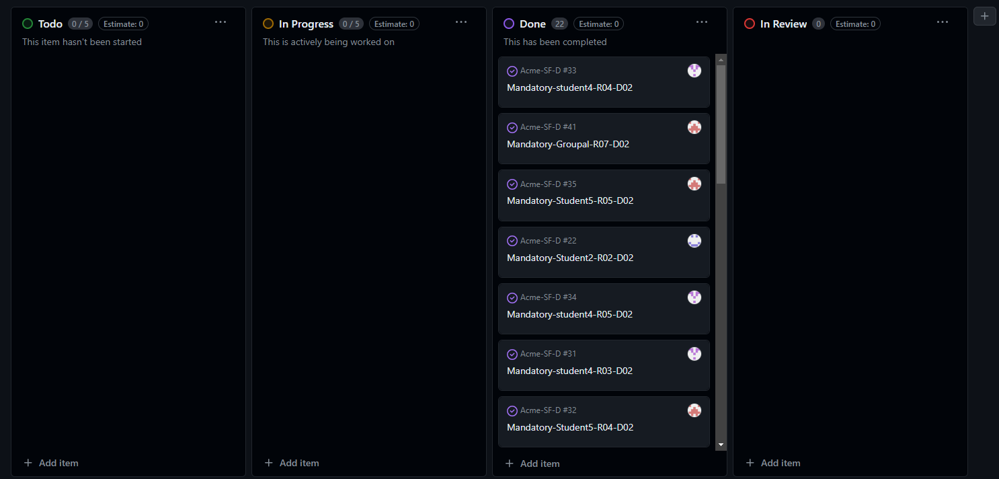 Todo 0 / 5 Estimate: 0
This item hasn't been started
Add item
In Progress 0 / 5 Estimate: 0
This is actively being worked on
Add item
Done 22 Estimate: 0
This has been completed
Acme-SF-D #33
Mandatory-student4-R04-D02
Acme-SF-D #41
Mandatory-Groupal-R07-D02
Acme-SF-D #35
Mandatory-Student5-R05-D02
Acme-SF-D #22
Mandatory-Student2-R02-D02
Acme-SF-D #34
Mandatory-student4-R05-D02
Acme-SF-D #31
Mandatory-student4-R03-D02
Acme-SF-D #32
Mandatory-Student5-R04-D02
Add item
In Review 0 Estimate: 0
Add item